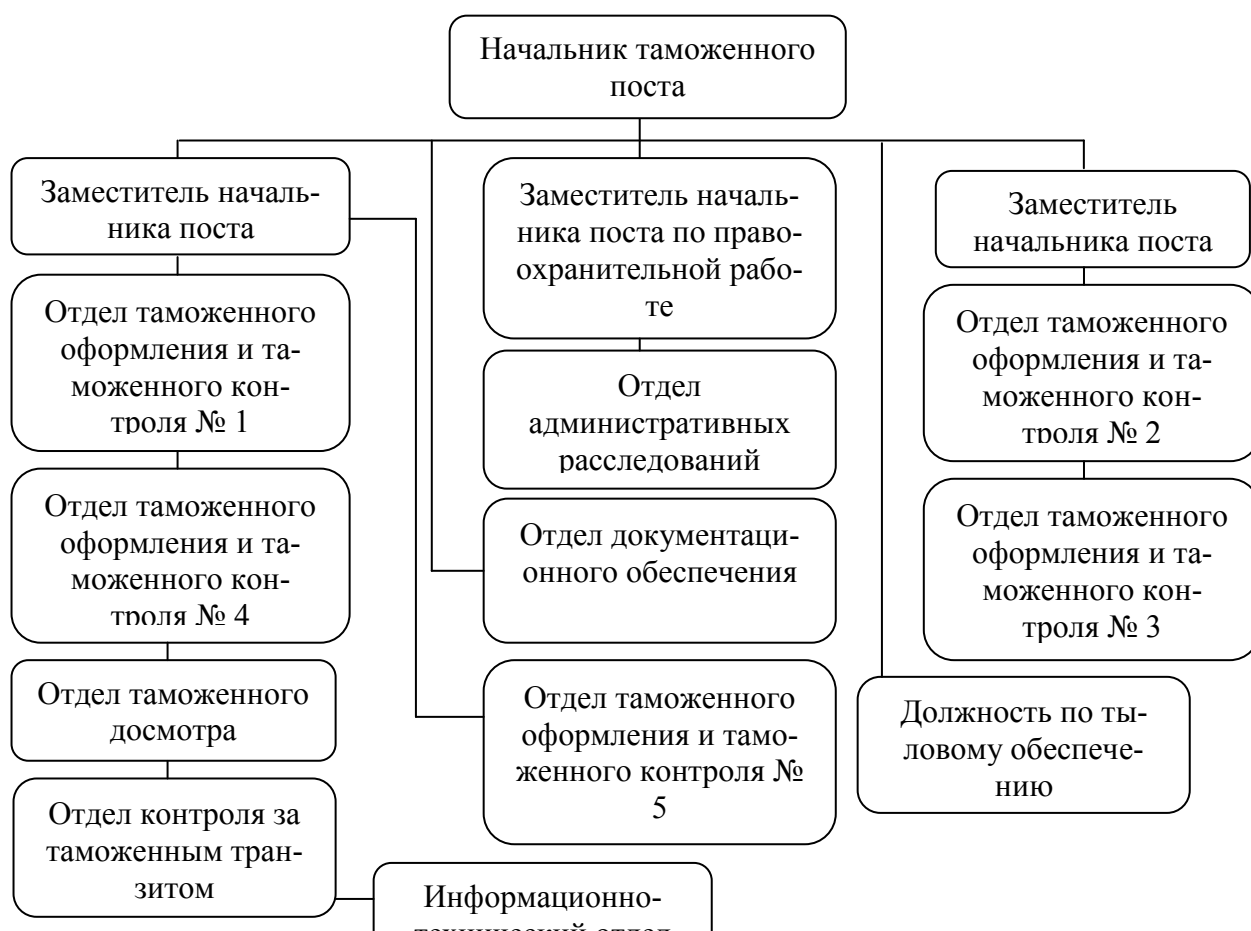 Начальник таможенного
поста
Заместитель началь-
ника поста
Заместитель началь-
ника поста по право-
охранительной рабо-
те
Заместитель
начальника поста
Отдел таможенного
оформления и та-
моженного кон-
троля № 1
Отдел
административных
расследований
Отдел таможенного
оформления и та-
моженного кон-
троля № 2
Отдел таможенного
оформления и та-
моженного кон-
троля № 4
Отдел документаци-
онного обеспечения
Отдел таможенного
оформления и та-
моженного кон-
троля № 3
Отдел таможенного
досмотра
Отдел таможенного
оформления и тамо-
женного контроля №
5
Должность по ты-
ловому обеспече-
нию
Отдел контроля за
таможенным тран-
зитом
Информационно-
технический отдел